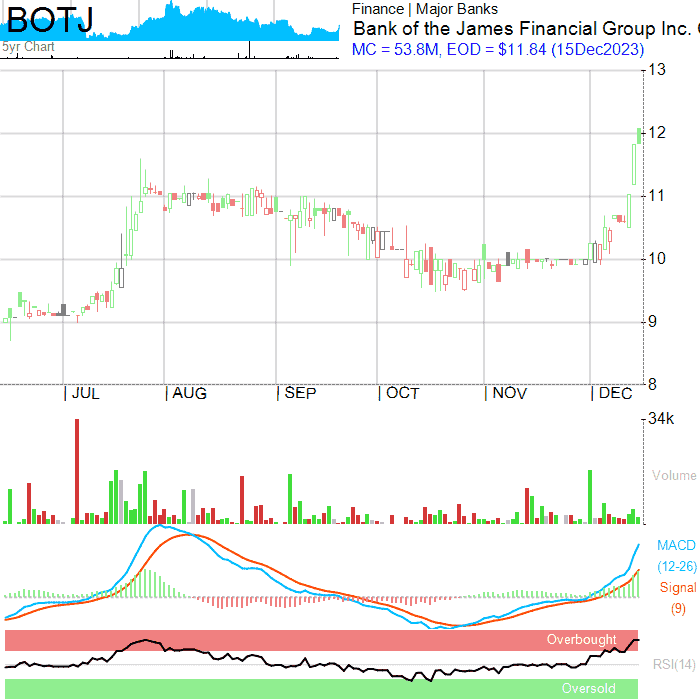 BOTJ
Finance | Major Banks
Bank of the James Financial Group Inc.
5yr Chart
MC = 53.8M, EOD = $11.84 (15Dec2023)
13
12
11
10
9
8
JUL AUG SEP OCT NOV DEC
34k
Volume
MACD
(12-26)
Signal
(9)
Overbought
RSI(14)
Oversold